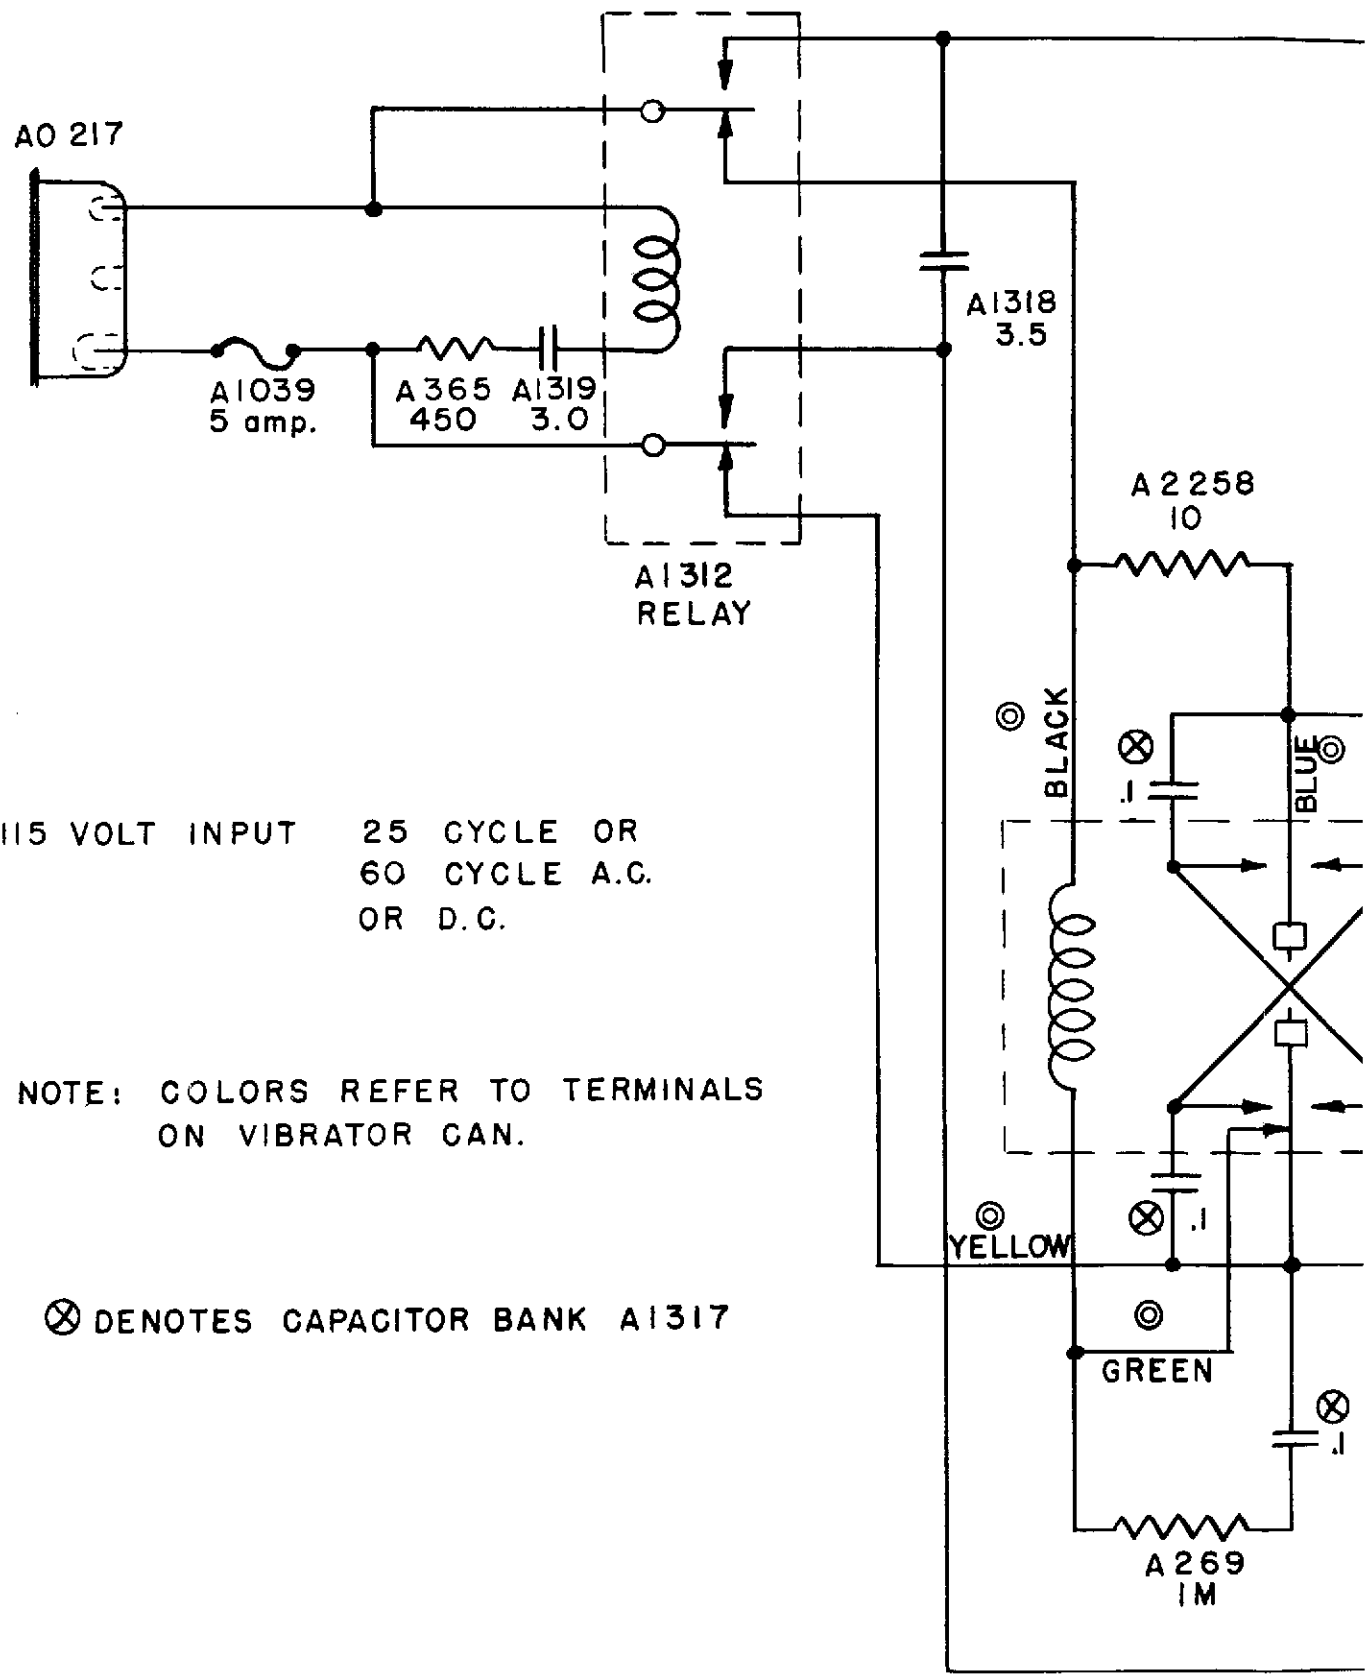 AO 217
A1039
5 amp.
A365
450
A1319
3.0
A1312
RELAY
A1318
3.5
A2258
10
BLACK
.1
BLUE
115 VOLT INPUT 25 CYCLE OR
60 CYCLE A.C.
OR D.C.
NOTE: COLORS REFER TO TERMINALS
ON VIBRATOR CAN.
.1
YELLOW
DENOTES CAPACITOR BANK A1317
GREEN
.1
A269
1M